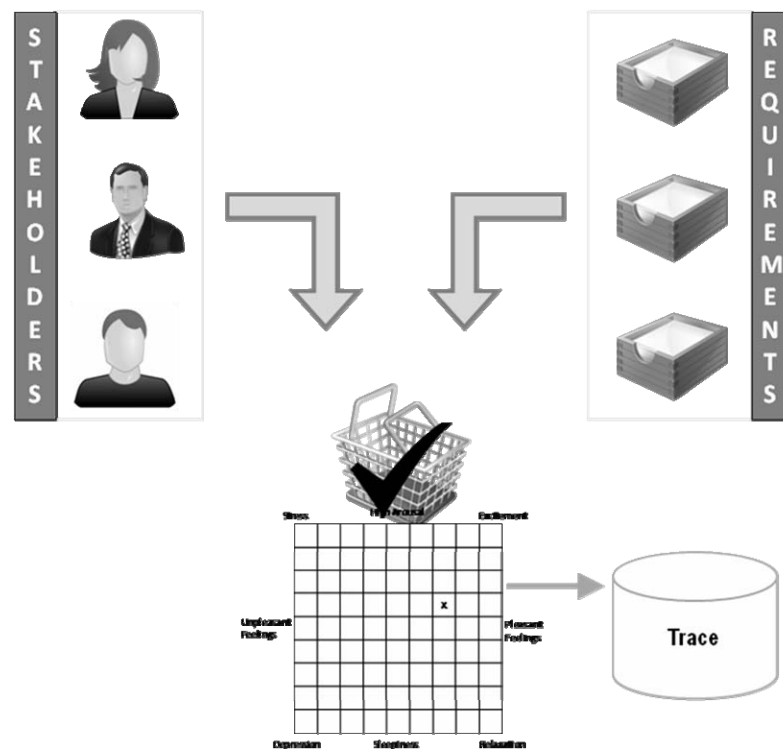 STAKEHOLDERS
REQUIREMENTS
Stress
High Arousal
Excitement
x
Unpleasant
Feelings
Pleasant
Feelings
Trace
Depression
Sleepiness
Relaxation